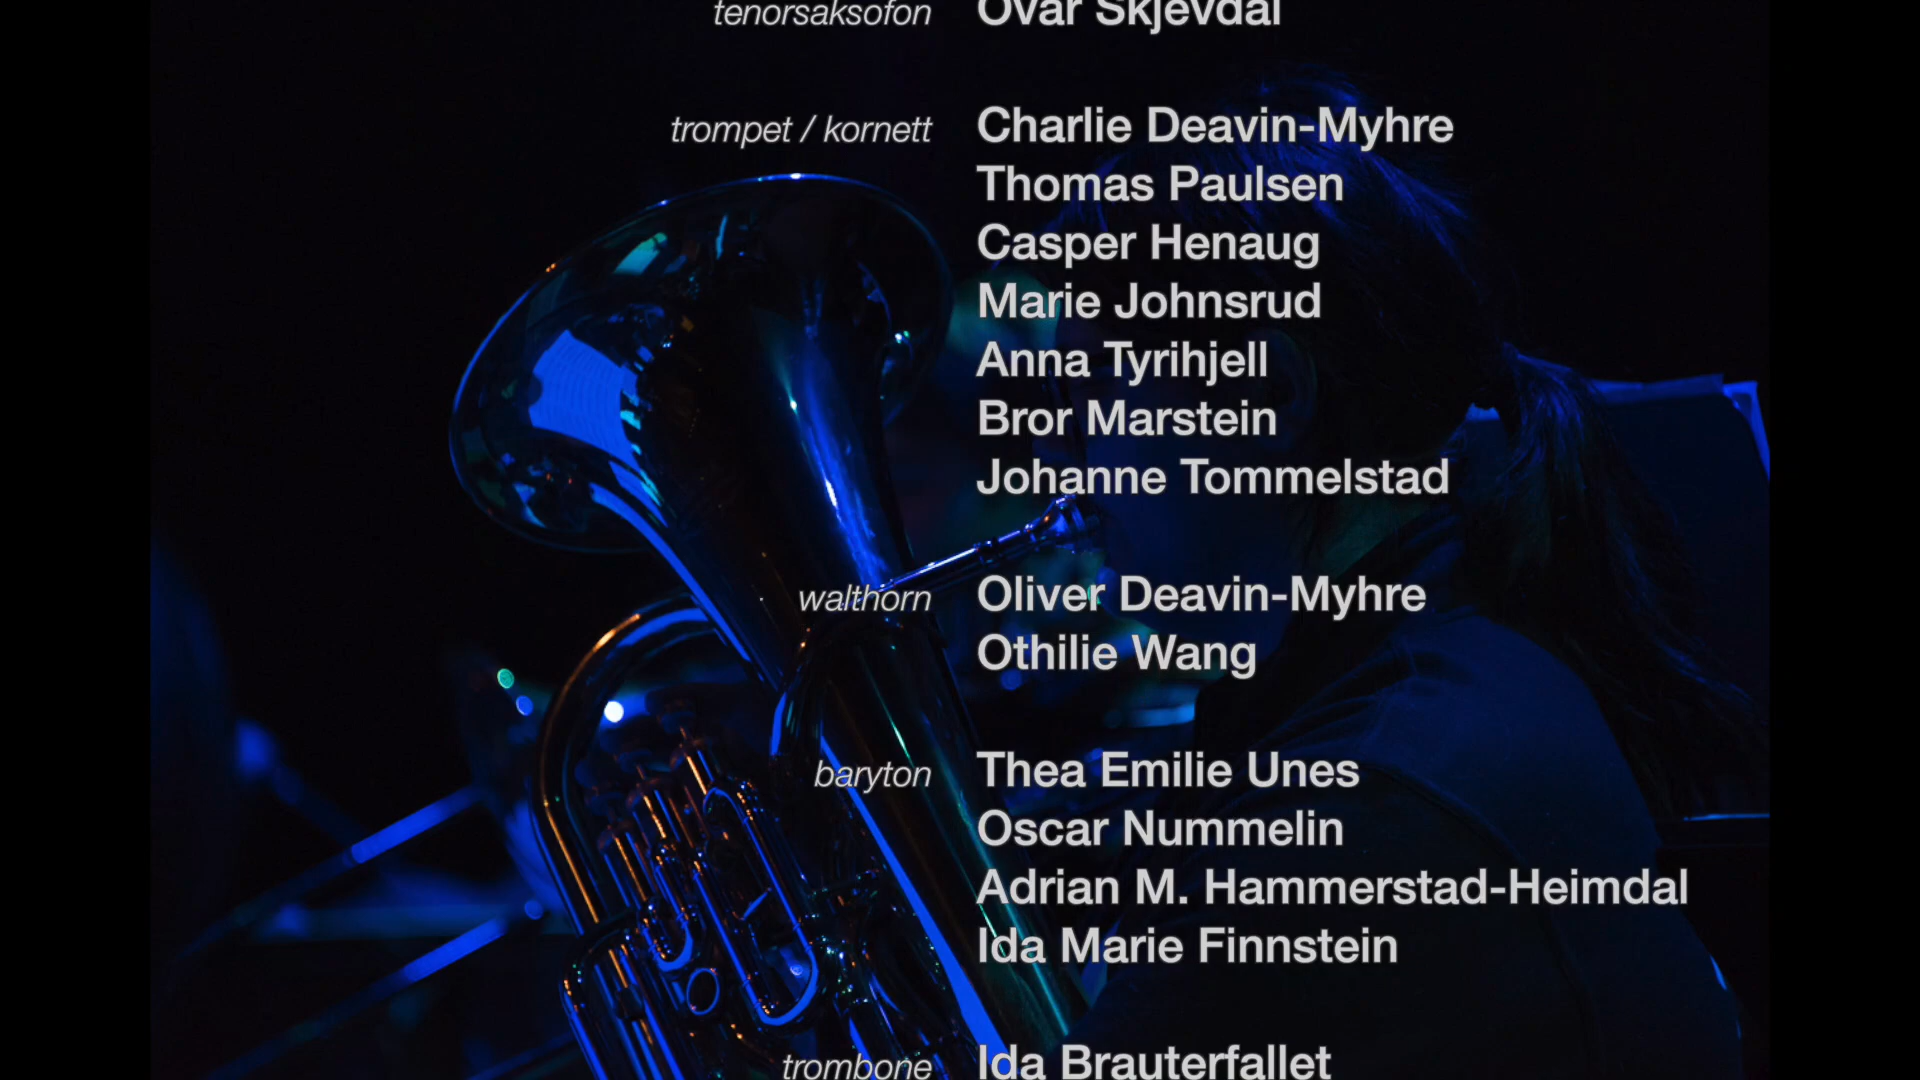 tenorsaksofon Ovar Skjevdal
trompet / kornett Charlie Deavin-Myhre
Thomas Paulsen
Casper Henaug
Marie Johnsrud
Anna Tyrihjell
Bror Marstein
Johanne Tommelstad
walthorn Oliver Deavin-Myhre
Othilie Wang
baryton Thea Emilie Unes
Oscar Nummelin
Adrian M. Hammerstad-Heimdal
Ida Marie Finnstein
trombone Ida Brauterfallet